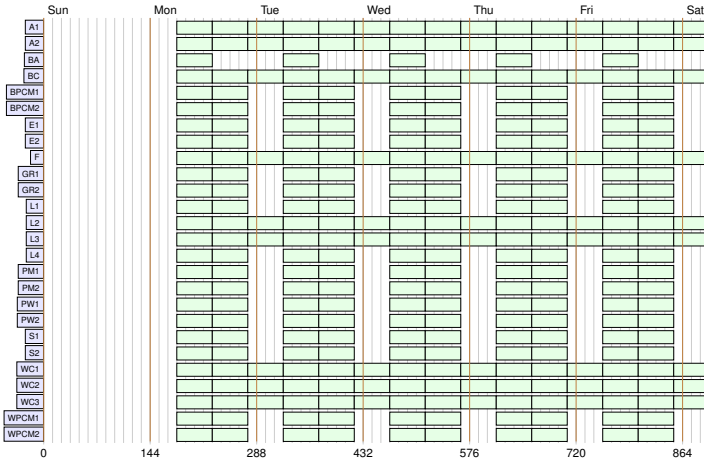 Sun Mon Tue Wed Thu Fri Sat
A1
A2
BA
BC
BPCM1
BPCM2
E1
E2
F
GR1
GR2
L1
L2
L3
L4
PM1
PM2
PW1
PW2
S1
S2
WC1
WC2
WC3
WPCM1
WPCM2
0 144 288 432 576 720 864